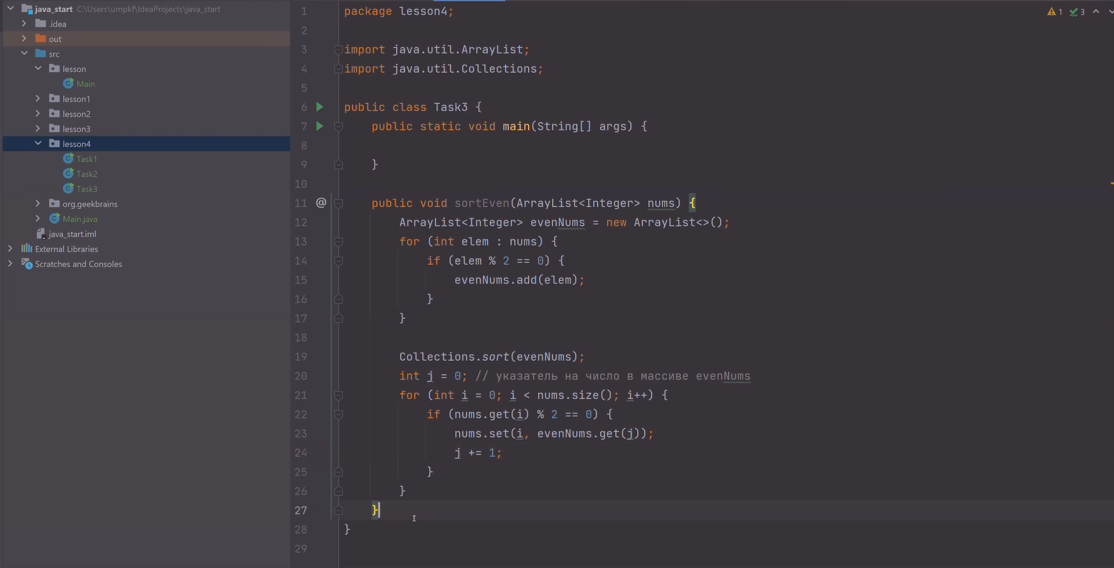 java_start C:\Users\umpkf\IdeaProjects\java_start
.idea
out
src
lesson
Main
lesson1
lesson2
lesson3
lesson4
Task1
Task2
Task3
org.geekbrains
Main.java
java_start.iml
External Libraries
Scratches and Consoles
1 package lesson4;
2
3 import java.util.ArrayList;
4 import java.util.Collections;
5
6 public class Task3 {
7 public static void main(String[] args) {
8
9 }
10
11 @ public void sortEven(ArrayList<Integer> nums) {
12 ArrayList<Integer> evenNums = new ArrayList<>();
13 for (int elem : nums) {
14 if (elem % 2 == 0) {
15 evenNums.add(elem);
16 }
17 }
18
19 Collections.sort(evenNums);
20 int j = 0; // указатель на число в массиве evenNums
21 for (int i = 0; i < nums.size(); i++) {
22 if (nums.get(i) % 2 == 0) {
23 nums.set(i, evenNums.get(j));
24 j += 1;
25 }
26 }
27 }
28 }
29
1 3